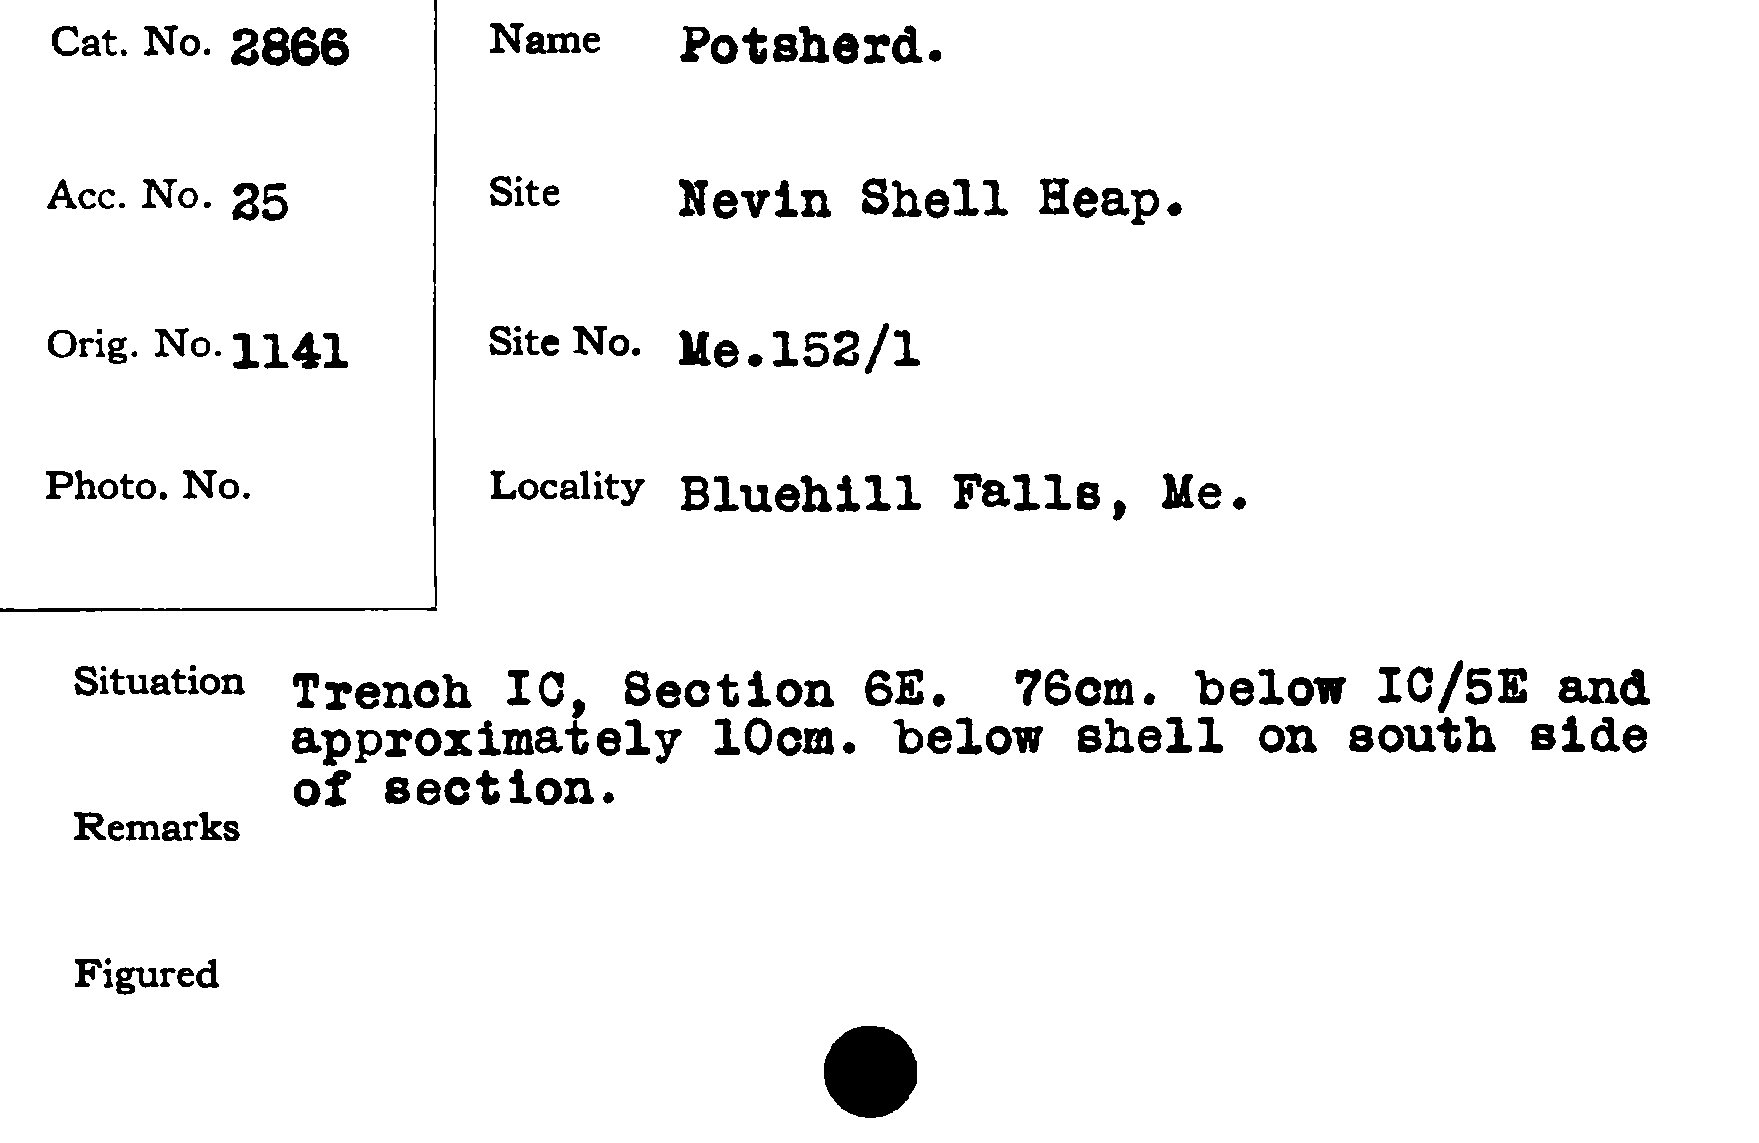 Cat. No. 2866
Name Potsherd.
Acc. No. 25
Site Nevin Shell Heap.
Orig. No. 1141
Site No. Me.152/1
Photo. No.
Locality Bluehill Falls, Me.
Situation Trench IC, Section 6E. 76cm. below IC/5E and
approximately 10cm. below shell on south side
of section.
Remarks
Figured